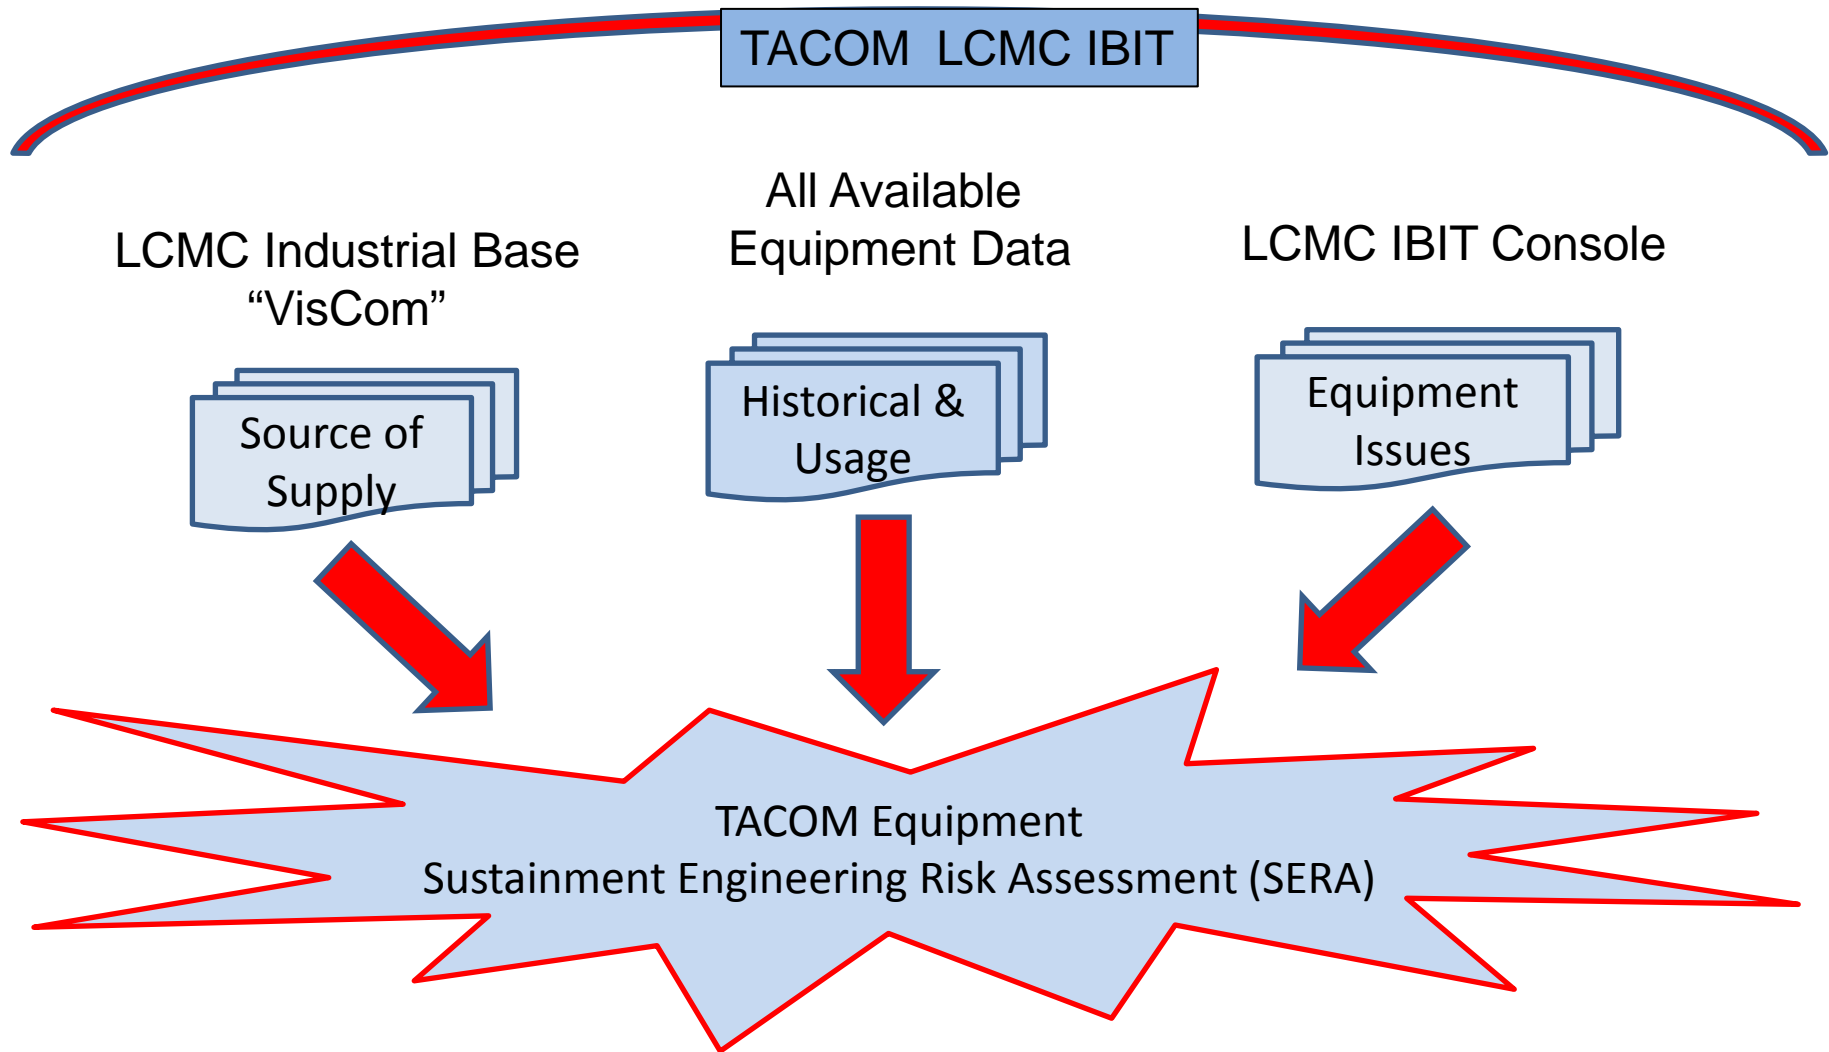 TACOM LCMC IBIT
LCMC Industrial Base
“VisCom”
Source of
Supply
All Available
Equipment Data
Historical &
Usage
LCMC IBIT Console
Equipment
Issues
TACOM Equipment
Sustainment Engineering Risk Assessment (SERA)